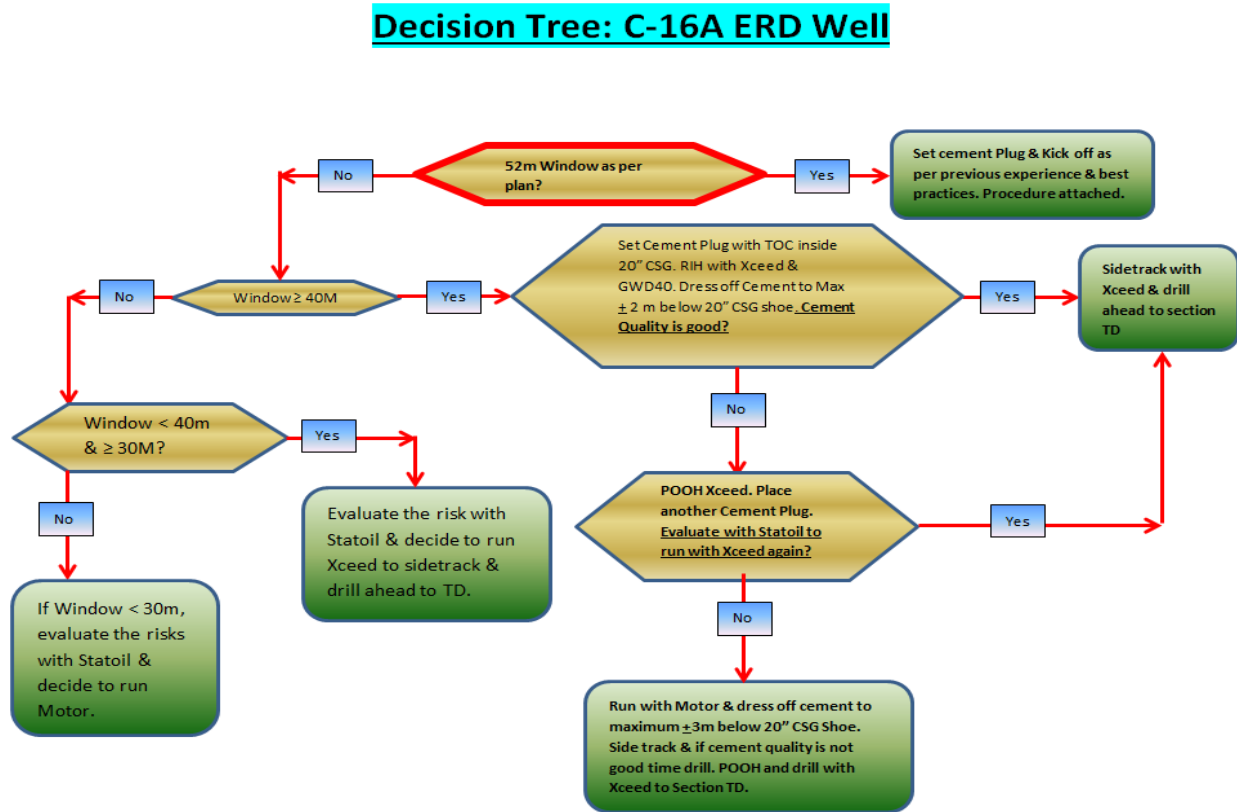 Decision Tree: C-16A ERD Well
52m Window as per
plan?
No
Yes
Set cement Plug & Kick off as
per previous experience & best
practices. Procedure attached.
Window ≥ 40M
No
Yes
Set Cement Plug with TOC inside
20" CSG. RIH with Xceed &
GWD40. Dress off Cement to Max
± 2 m below 20" CSG shoe. Cement
Quality is good?
Yes
Sidetrack with
Xceed & drill
ahead to section
TD
Window < 40m
& ≥ 30M?
Yes
No
No
Evaluate the risk with
Statoil & decide to run
Xceed to sidetrack &
drill ahead to TD.
POOH Xceed. Place
another Cement Plug.
Evaluate with Statoil to
run with Xceed again?
Yes
No
If Window < 30m,
evaluate the risks
with Statoil &
decide to run
Motor.
Run with Motor & dress off cement to
maximum ±3m below 20" CSG Shoe.
Side track & if cement quality is not
good time drill. POOH and drill with
Xceed to Section TD.